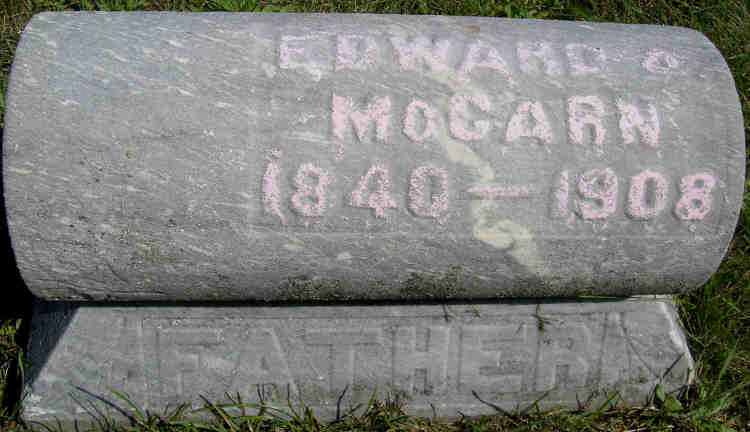 EDWARD
McCARN
1840-1908
FATHER